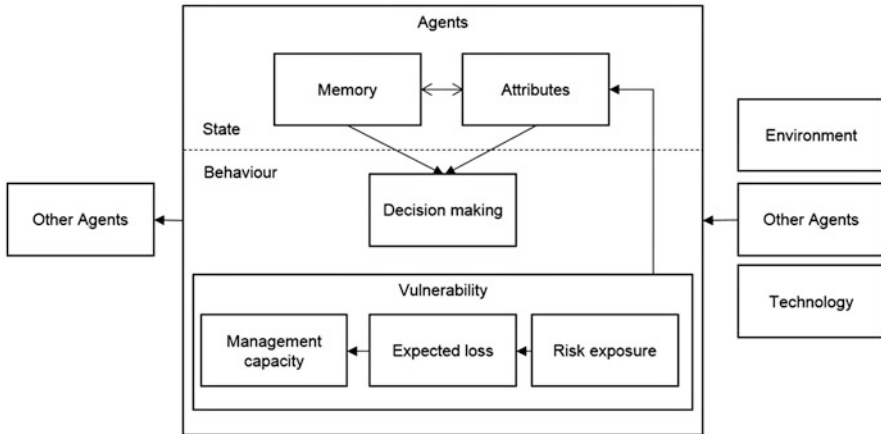 Agents
Memory
Attributes
State
Behaviour
Decision making
Other Agents
Environment
Other Agents
Technology
Vulnerability
Management
capacity
Expected loss
Risk exposure